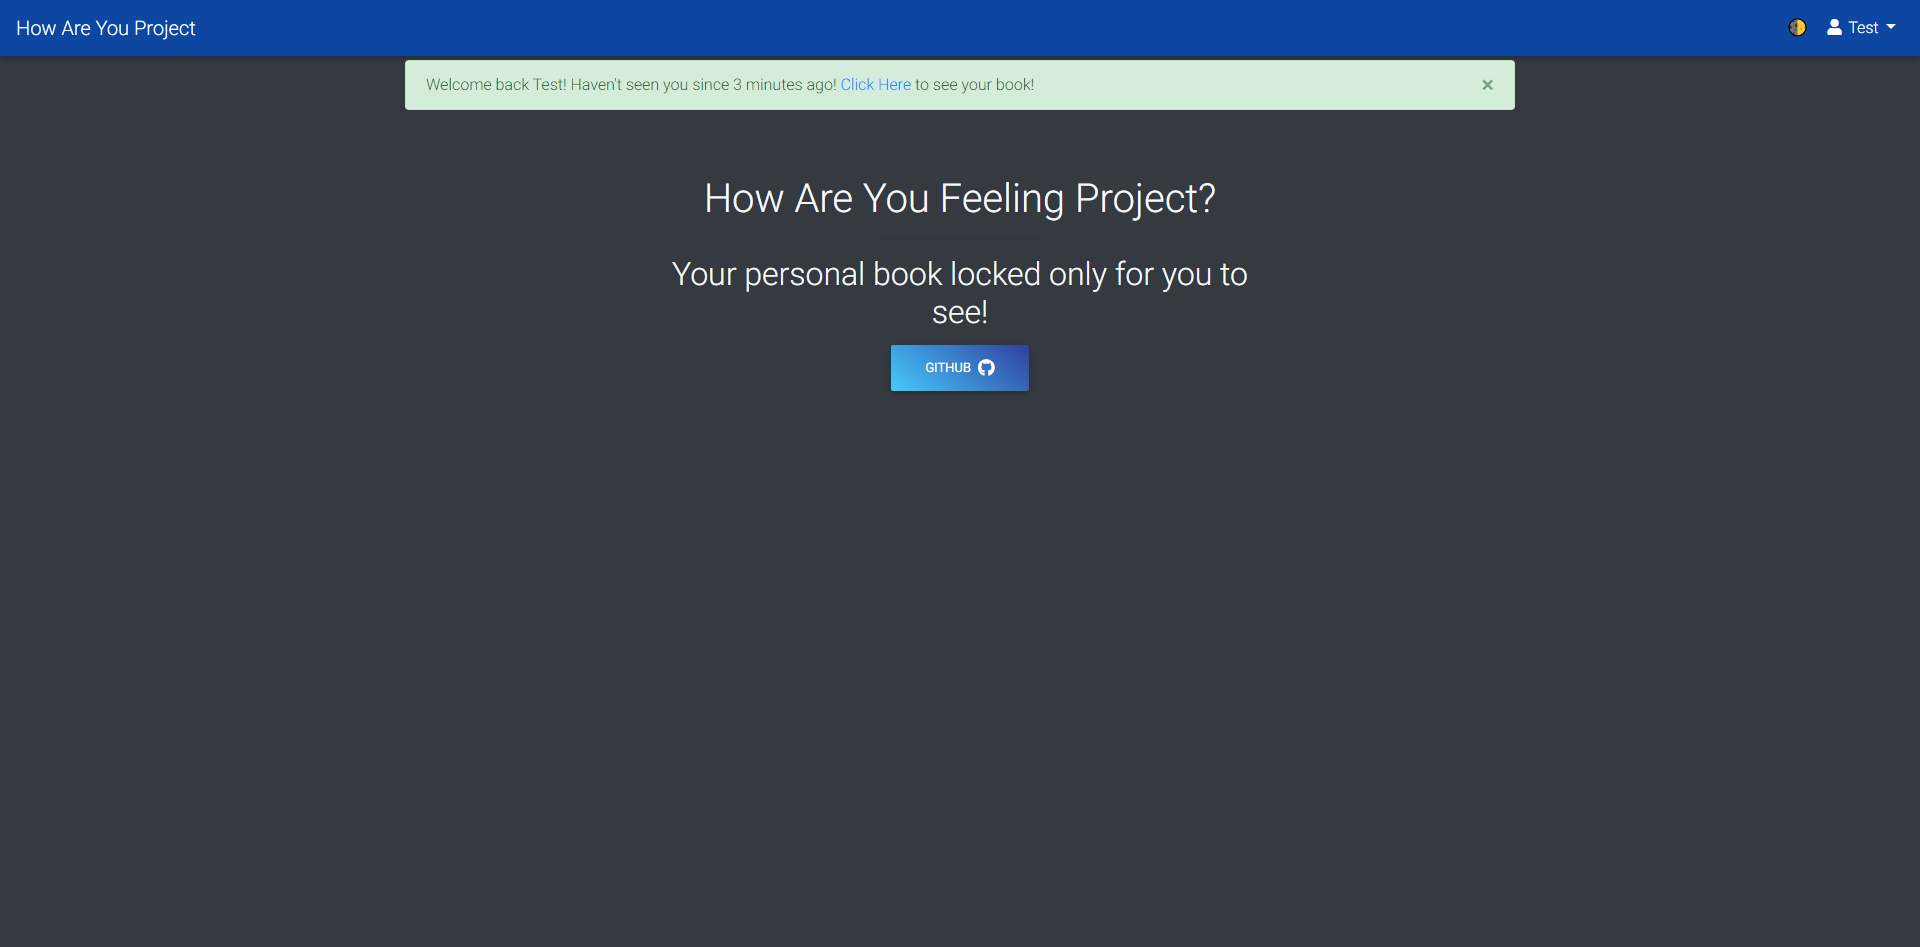 How Are You Project
Test
Welcome back Test! Haven't seen you since 3 minutes ago! Click Here to see your book!
×
How Are You Feeling Project?
Your personal book locked only for you to
see!
GITHUB